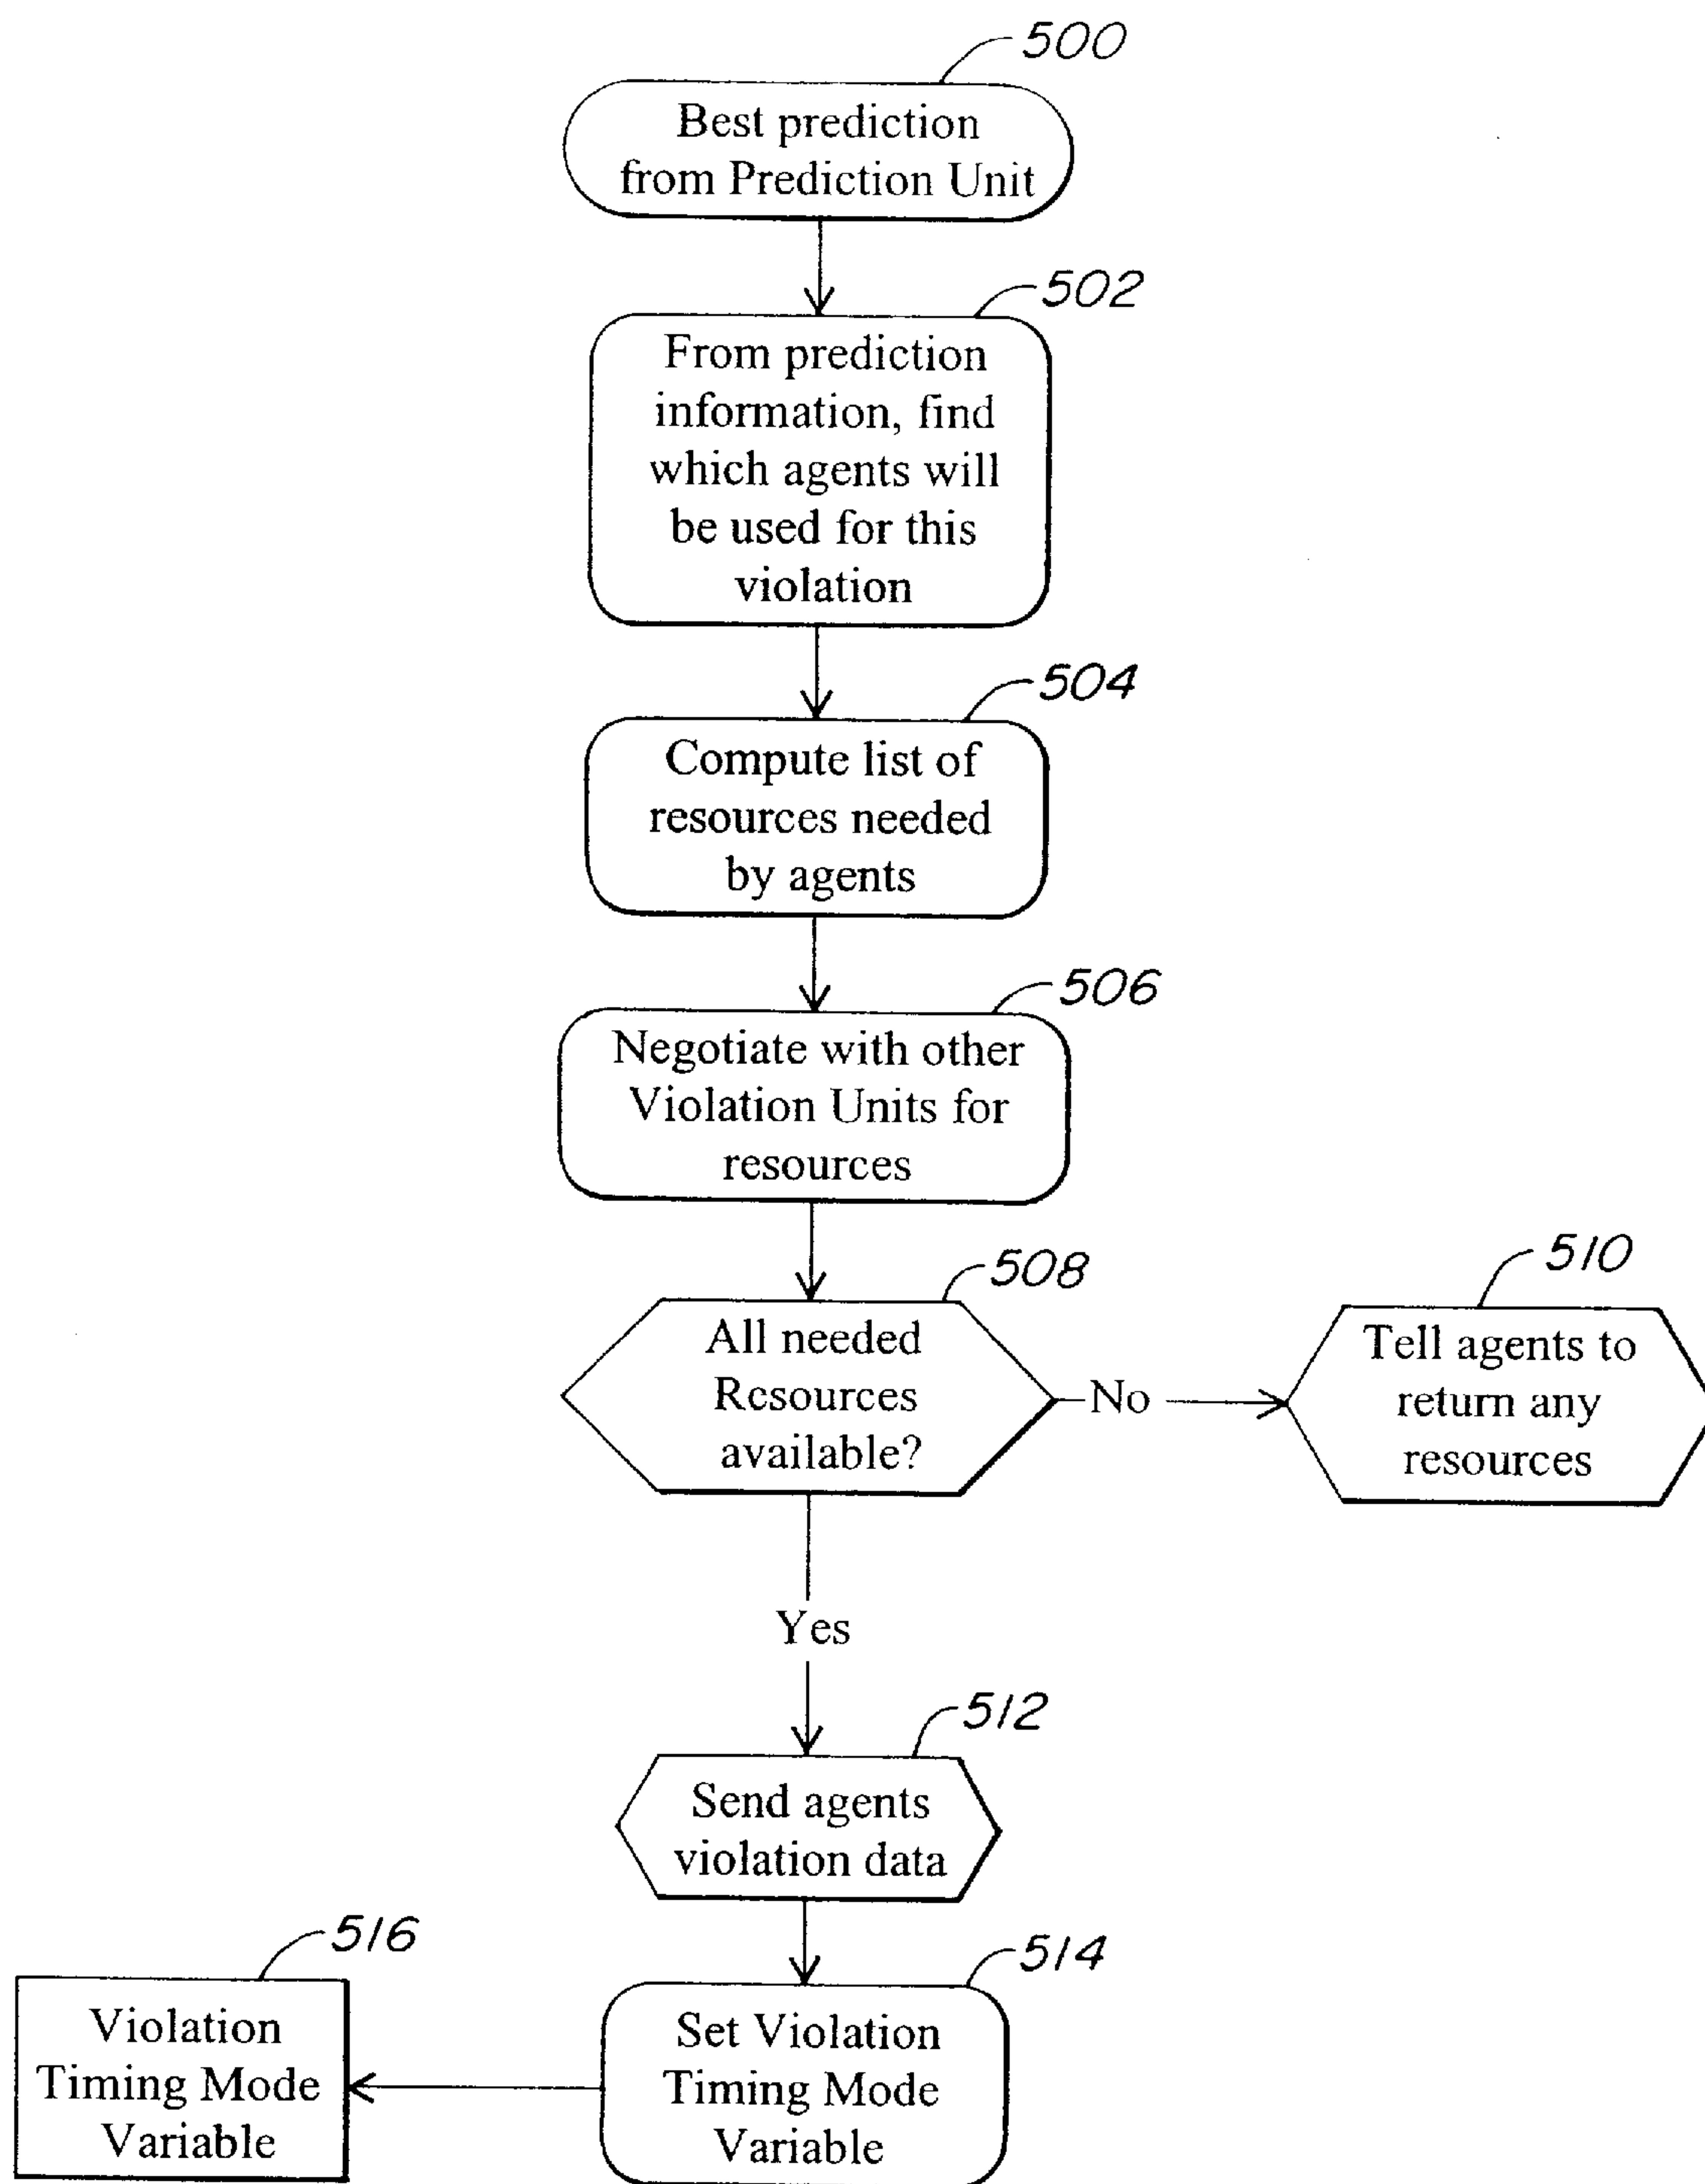 500
Best prediction
from Prediction Unit
502
From prediction
information, find
which agents will
be used for this
violation
504
Compute list of
resources needed
by agents
506
Negotiate with other
Violation Units for
resources
508
All needed
Resources
available?
No
510
Tell agents to
return any
resources
Yes
512
Send agents
violation data
514
Set Violation
Timing Mode
Variable
516
Violation
Timing Mode
Variable